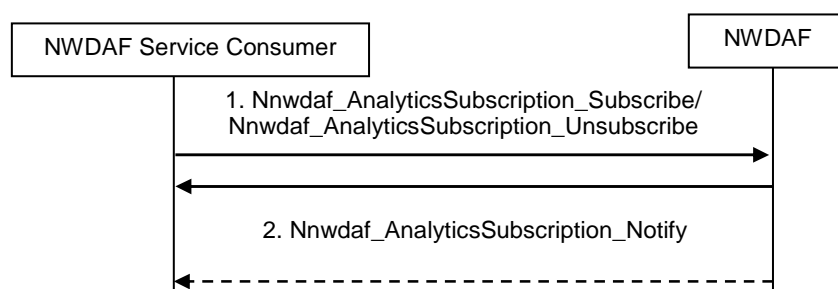 NWDAF Service Consumer
NWDAF
1. Nnwdaf_AnalyticsSubscription_Subscribe/
Nnwdaf_AnalyticsSubscription_Unsubscribe
2. Nnwdaf_AnalyticsSubscription_Notify